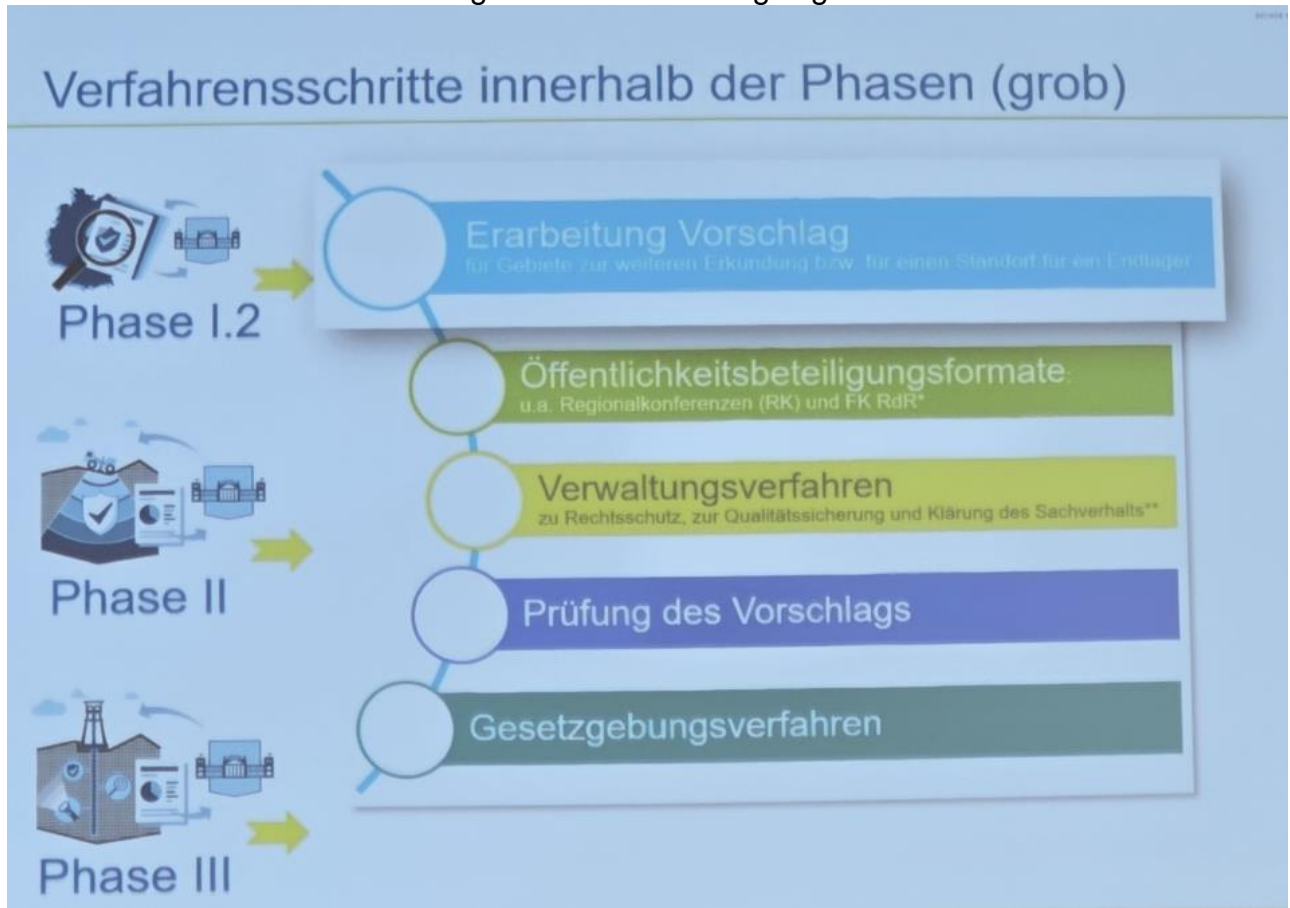 Verfahrensschritte innerhalb der Phasen (grob)
Phase I.2
Erarbeitung Vorschlag
für Gebiete zur weiteren Erkundung bzw. für einen Standort für ein Endlager
Öffentlichkeitsbeteiligungsformate:
u.a. Regionalkonferenzen (RK) und FK RdR*
Phase II
Verwaltungsverfahren
zu Rechtsschutz, zur Qualitätssicherung und Klärung des Sachverhalts**
Prüfung des Vorschlags
Phase III
Gesetzgebungsverfahren